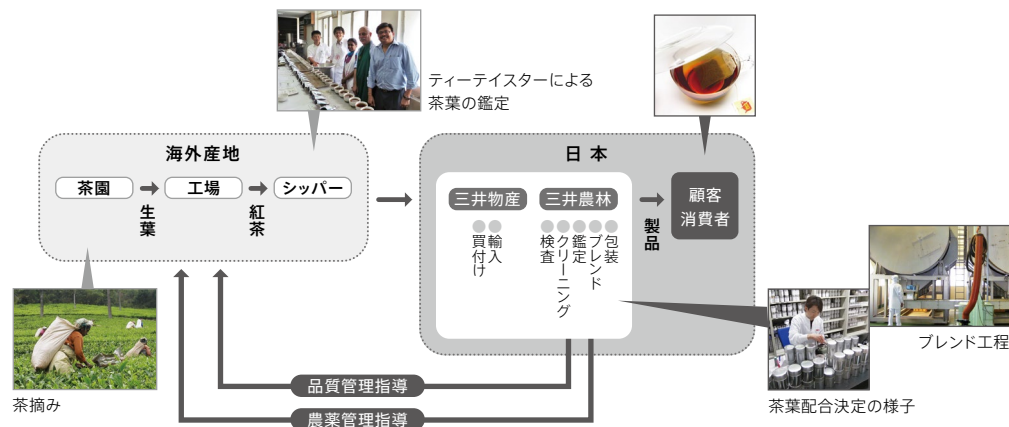 ティーテイスターによる
茶葉の鑑定
海外産地
茶園
工場
シッパー
生葉
紅茶
日本
三井物産
三井農林
買付け
輸入
検査
クリーニング
鑑定
ブレンド
包装
製品
顧客
消費者
茶摘み
品質管理指導
農薬管理指導
ブレンド工程
茶葉配合決定の様子